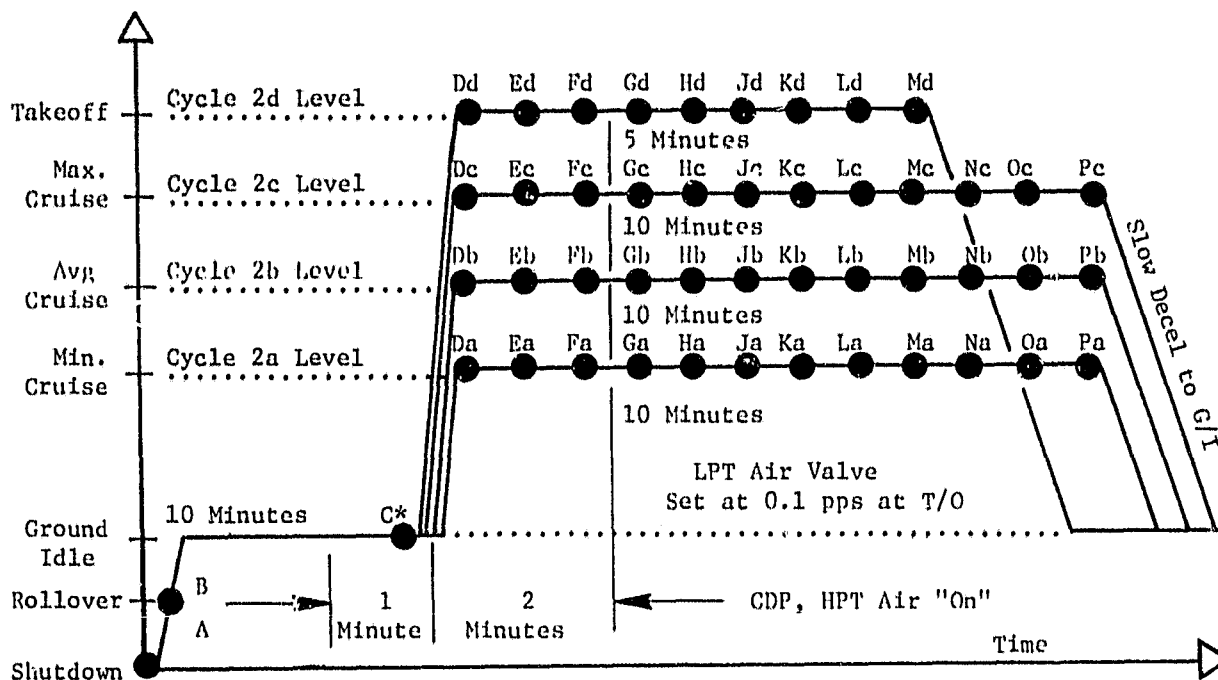 Dd Ed Fd Gd Hd Jd Kd Ld Md
Takeoff
Cycle 2d Level
5 Minutes
Dc Ec Fc Gc Hc Jc Kc Lc Mc Nc Oc Pc
Max.
Cruise
Cycle 2c Level
10 Minutes
Db Eb Fb Gb Hb Jb Kb Lb Mb Nb Ob Pb
Avg
Cruise
Cycle 2b Level
10 Minutes
Da Ea Fa Ga Ha Ja Ka La Ma Na Oa Pa
Min.
Cruise
Cycle 2a Level
10 Minutes
Slow Decel to G/I
LPT Air Valve
Set at 0.1 pps at T/O
10 Minutes
C*
Ground
Idle
Rollover
B
A
1
Minute
2
Minutes
CDP, HPT Air "On"
Time
Shutdown